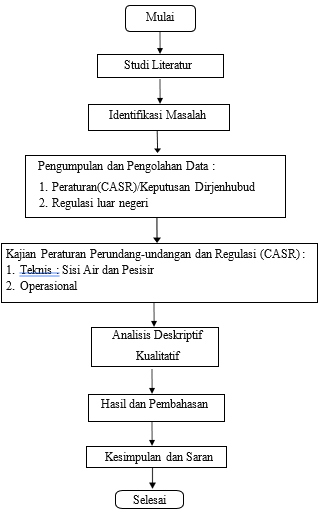 Mulai
Studi Literatur
Identifikasi Masalah
Pengumpulan dan Pengolahan Data :
1. Peraturan(CASR)/Keputusan Dirjenhubud
2. Regulasi luar negeri
Kajian Peraturan Perundang-undangan dan Regulasi (CASR) :
1. Teknis : Sisi Air dan Pesisir
2. Operasional
Analisis Deskriptif
Kualitatif
Hasil dan Pembahasan
Kesimpulan dan Saran
Selesai